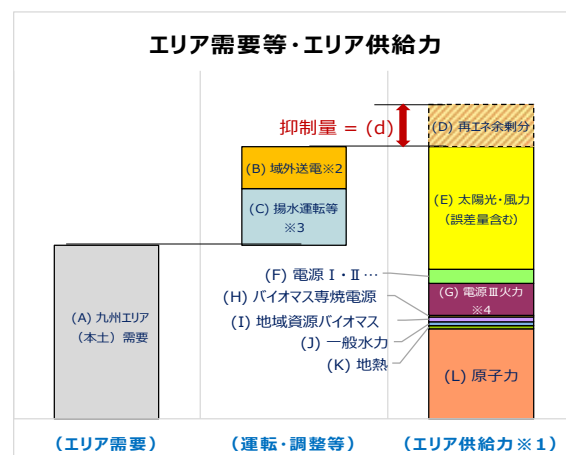 エリア需要等・エリア供給力
抑制量 = (d)
(D) 再エネ余剰分
(B) 域外送電※2
(C) 揚水運転等
※3
(E) 太陽光・風力
(誤差量含む)
(F) 電源 Ⅰ・Ⅱ …
(G) 電源Ⅲ火力
※4
(H) バイオマス専焼電源
(I) 地域資源バイオマス
(J) 一般水力
(K) 地熱
(A) 九州エリア
(本土) 需要
(L) 原子力
(エリア需要)
(運転・調整等)
(エリア供給力※1)